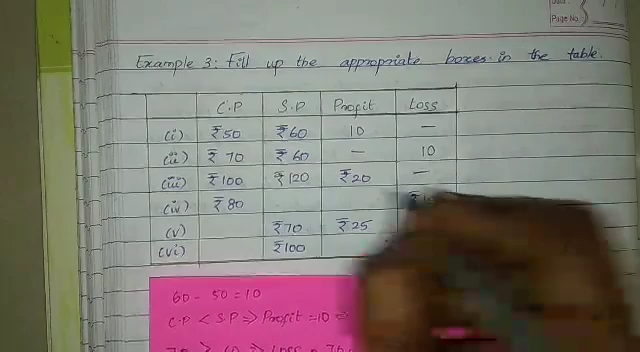 Page No:
Example 3: Fill up the appropriate boxes in the table.
C.P S.P Profit Loss
(i) ₹50 ₹60 10 —
(ii) ₹70 ₹60 — 10
(iii) ₹100 ₹120 ₹20 —
(iv) ₹80
(v) ₹70 ₹25
(vi) ₹100
60 - 50 = 10
C.P < S.P ⇒ Profit = 10 ⇒